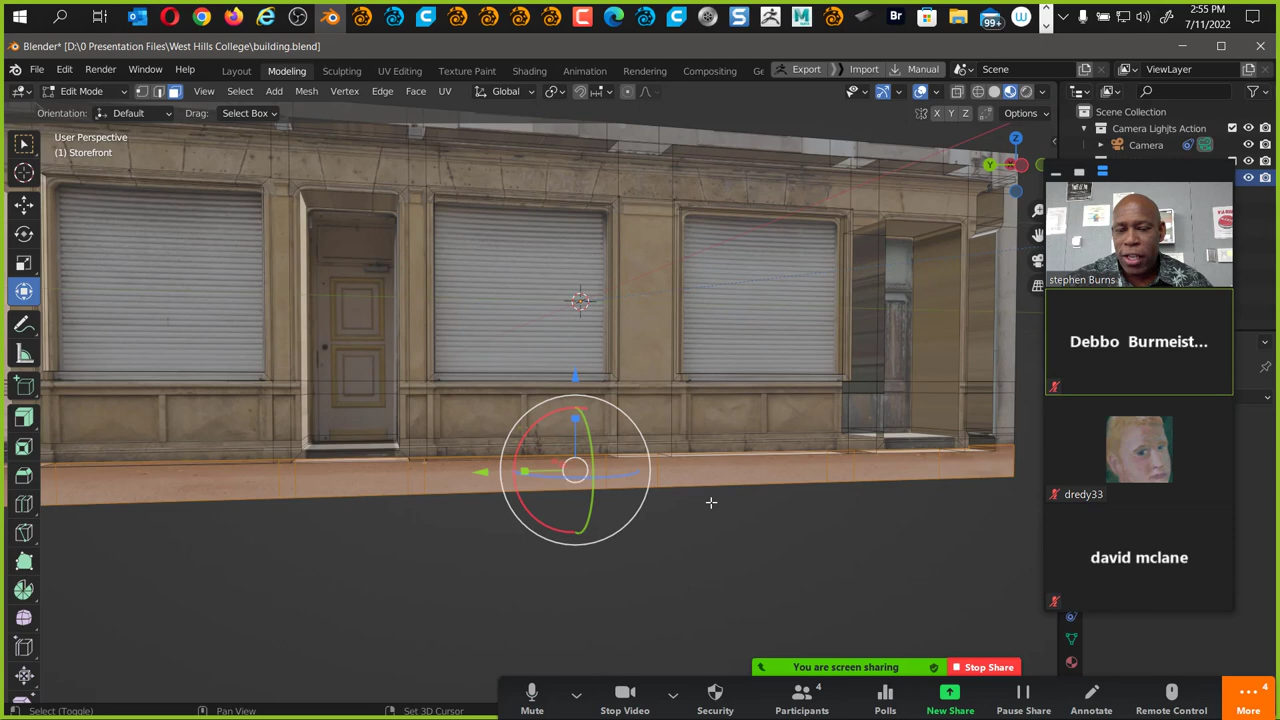 99+
2:55 PM
7/11/2022
Blender* [D:\0 Presentation Files\West Hills College\building.blend]
File Edit Render Window Help
Layout Modeling Sculpting UV Editing Texture Paint Shading Animation Rendering Compositing Ge
Export Import Manual Scene ViewLayer
Edit Mode View Select Add Mesh Vertex Edge Face UV Global
Orientation: Default Drag: Select Box X Y Z Options
User Perspective
(1) Storefront
Z
Y
Scene Collection
Camera Lights Action
Camera
stephen Burns
Debbo Burmeist...
dredy33
david mclane
You are screen sharing Stop Share
Mute Stop Video Security Participants 4 Polls New Share Pause Share Annotate Remote Control More 4
Select (Toggle) Pan View Set 3D Cursor